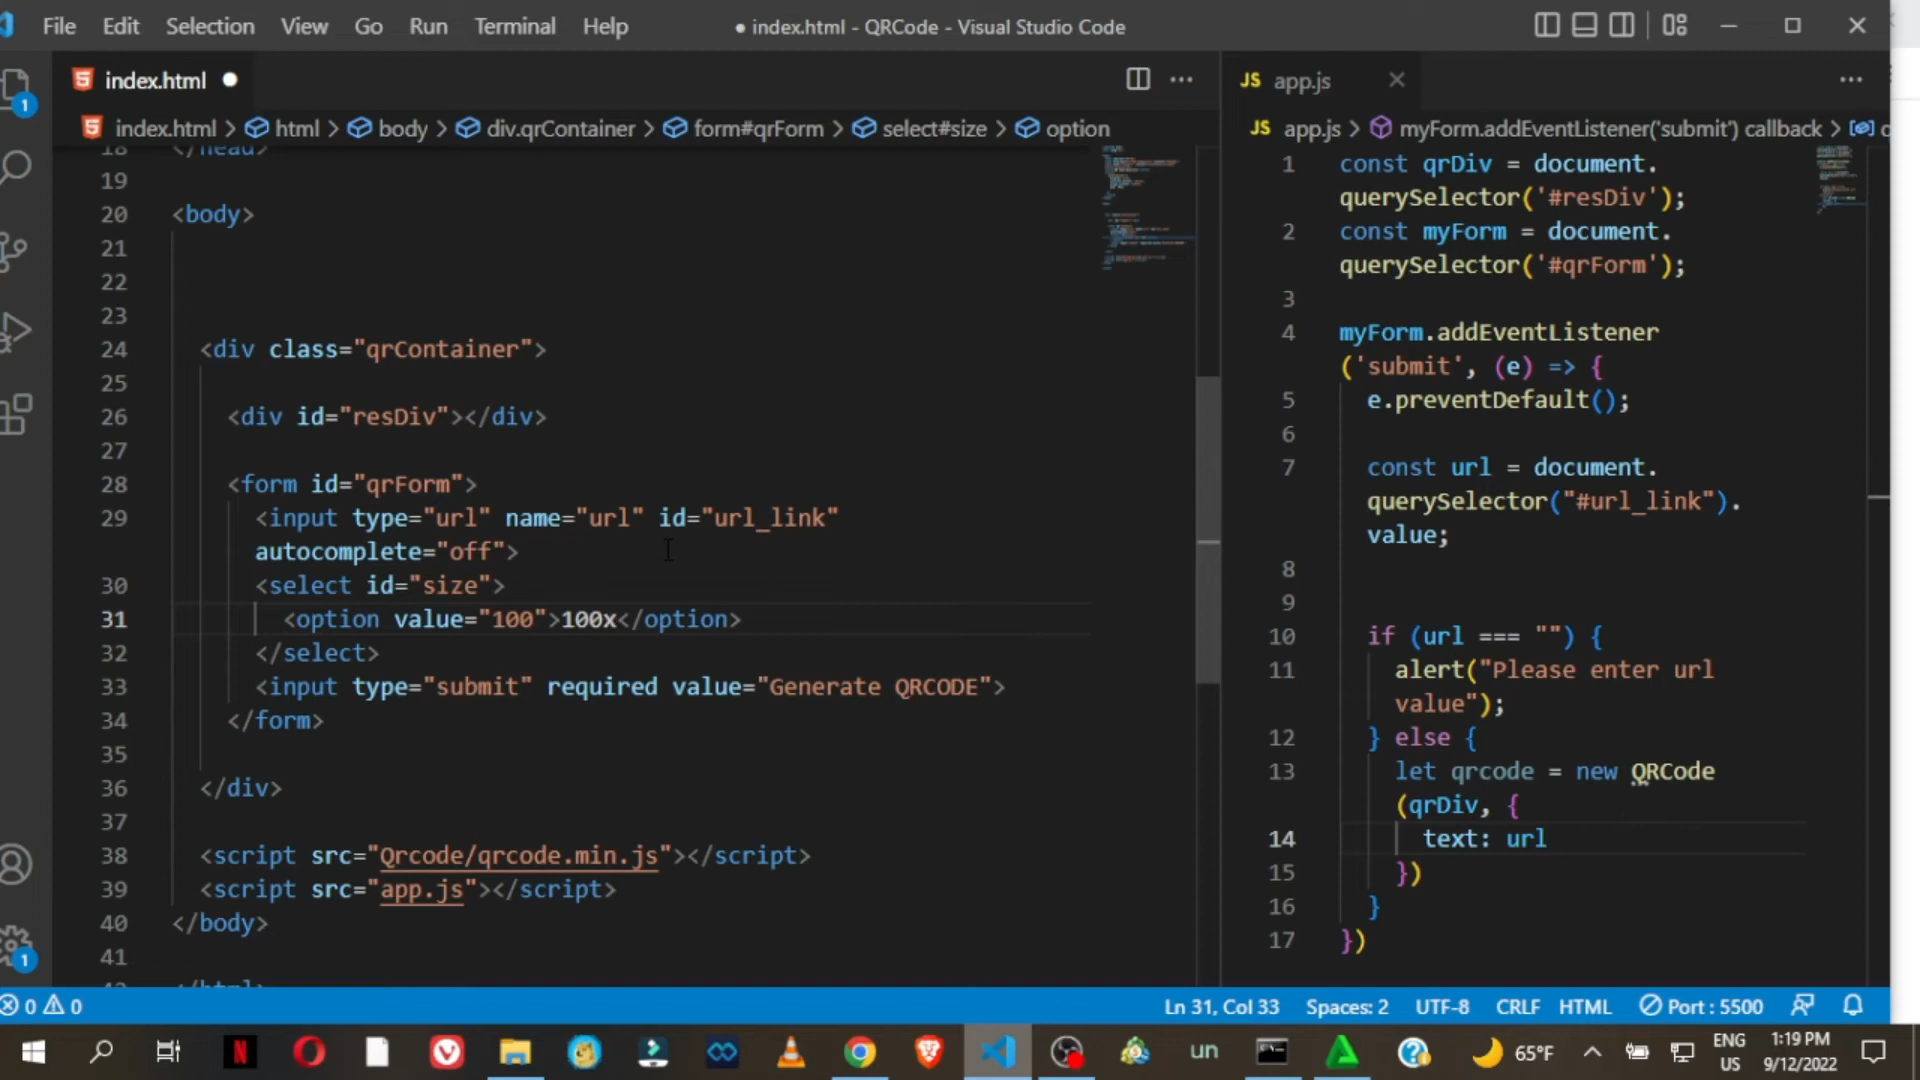 File Edit Selection View Go Run Terminal Help ● index.html - QRCode - Visual Studio Code
index.html ●
index.html > html > body > div.qrContainer > form#qrForm > select#size > option
18 </head>
19
20 <body>
21
22
23
24 <div class="qrContainer">
25
26 <div id="resDiv"></div>
27
28 <form id="qrForm">
29 <input type="url" name="url" id="url_link"
autocomplete="off">
30 <select id="size">
31 <option value="100">100x</option>
32 </select>
33 <input type="submit" required value="Generate QRCODE">
34 </form>
35
36 </div>
37
38 <script src="Qrcode/qrcode.min.js"></script>
39 <script src="app.js"></script>
40 </body>
41
JS app.js
JS app.js > myForm.addEventListener('submit') callback >
1 const qrDiv = document.
querySelector('#resDiv');
2 const myForm = document.
querySelector('#qrForm');
3
4 myForm.addEventListener
('submit', (e) => {
5 e.preventDefault();
6
7 const url = document.
querySelector("#url_link").
value;
8
9
10 if (url === "") {
11 alert("Please enter url
value");
12 } else {
13 let qrcode = new QRCode
(qrDiv, {
14 text: url
15 })
16 }
17 })
1
1
0 0
Ln 31, Col 33 Spaces: 2 UTF-8 CRLF HTML Port : 5500
N un 65°F ENG
US
1:19 PM
9/12/2022